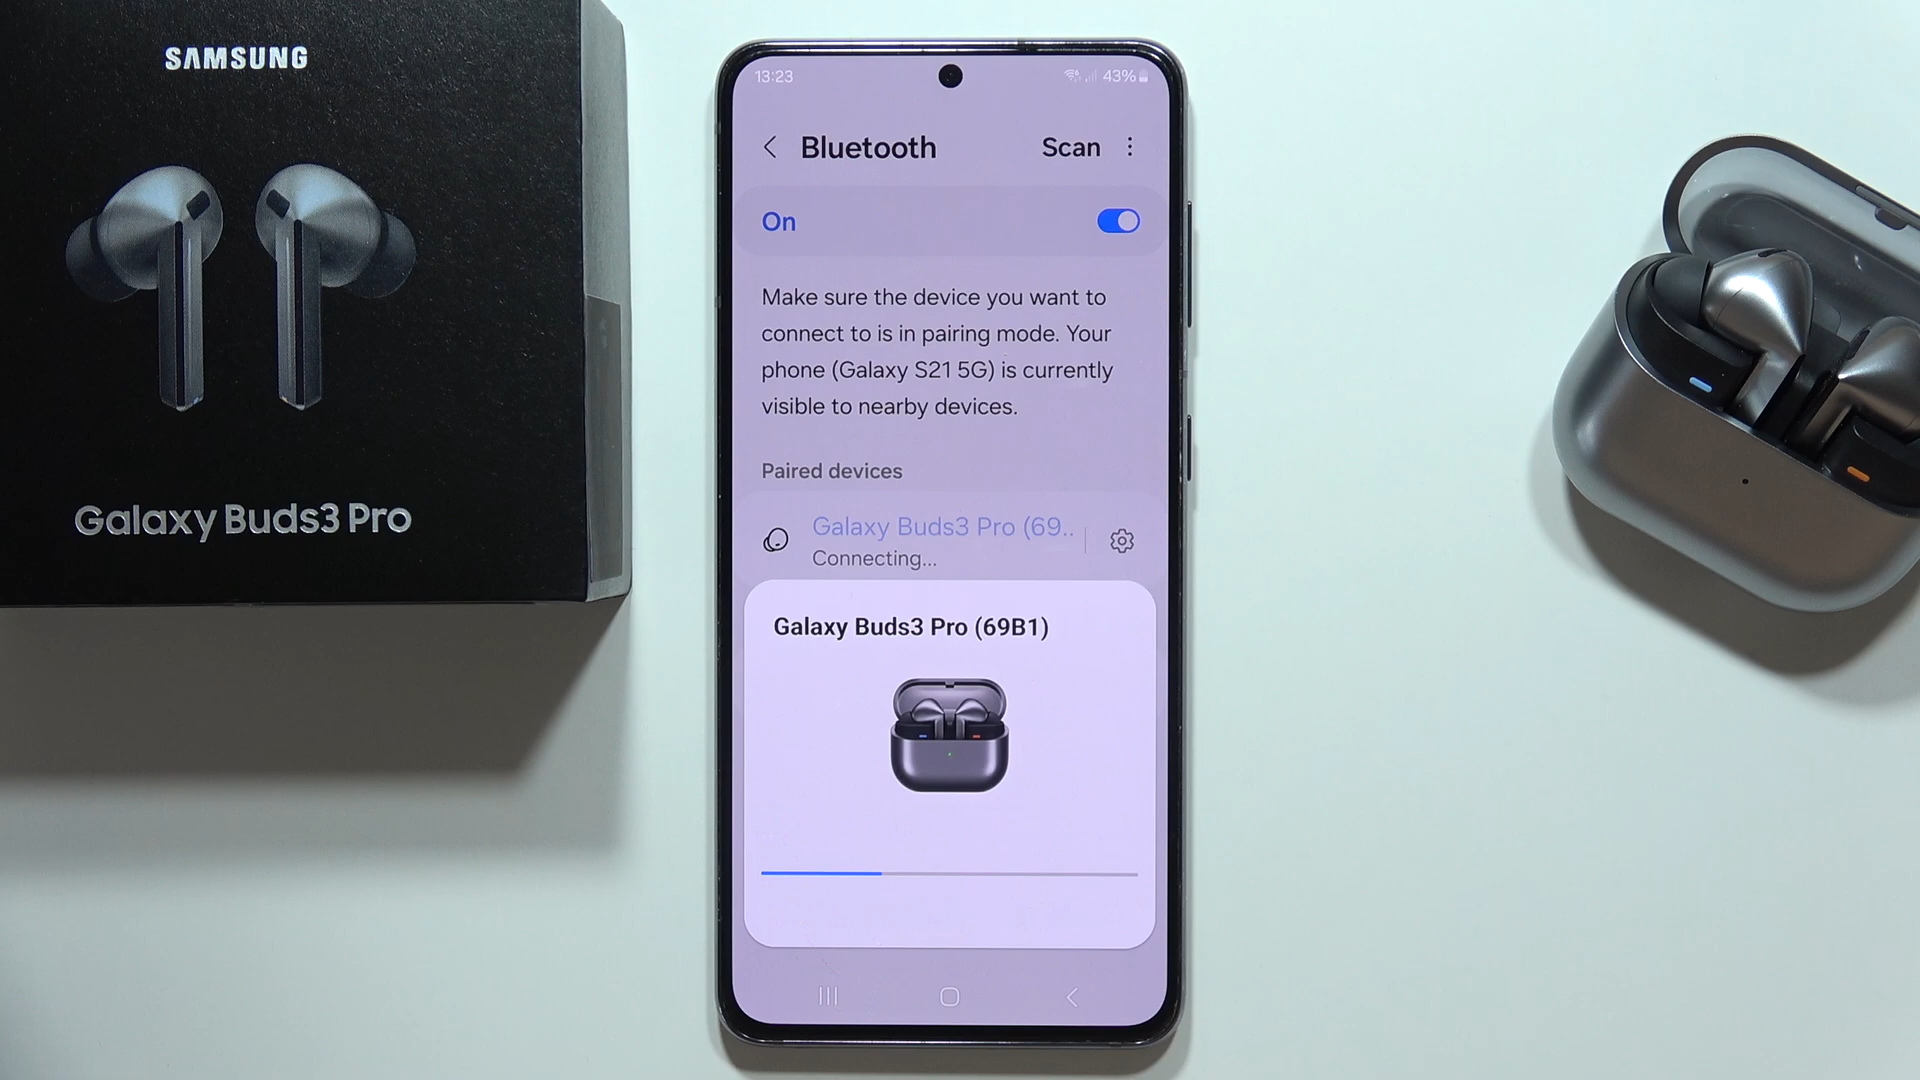 SAMSUNG
Galaxy Buds3 Pro
13:23
43%
Bluetooth
Scan
On
Make sure the device you want to
connect to is in pairing mode. Your
phone (Galaxy S21 5G) is currently
visible to nearby devices.
Paired devices
Galaxy Buds3 Pro (69..
Connecting...
Galaxy Buds3 Pro (69B1)